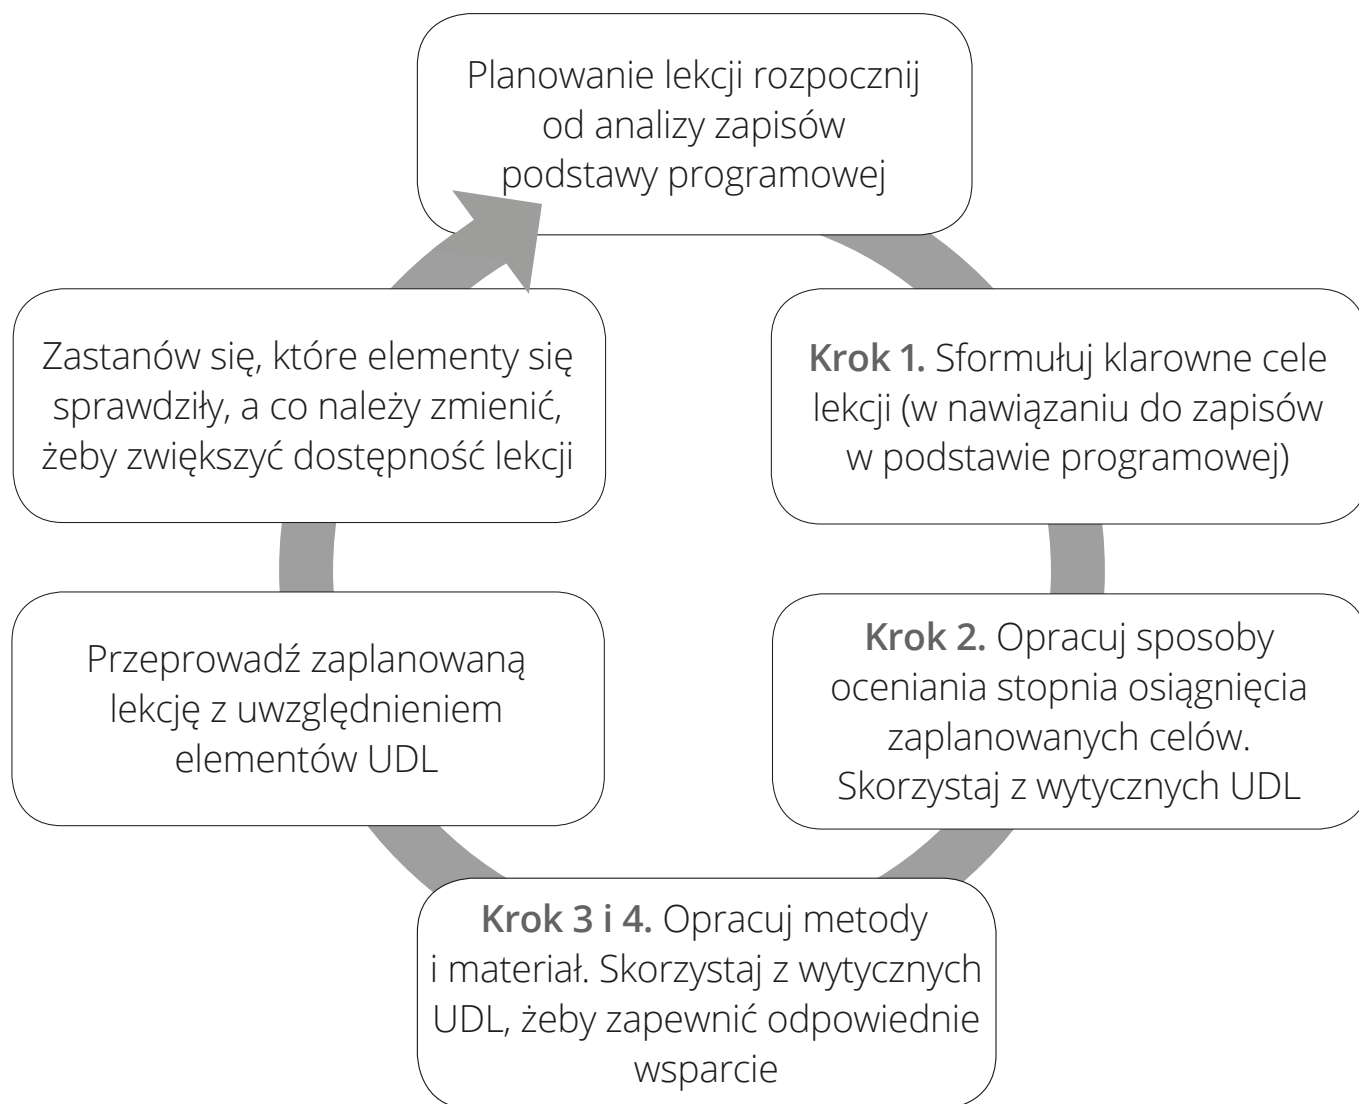 Planowanie lekcji rozpocznij
od analizy zapisów
podstawy programowej
Krok 1. Sformułuj klarowne cele
lekcji (w nawiązaniu do zapisów
w podstawie programowej)
Krok 2. Opracuj sposoby
oceniania stopnia osiągnięcia
zaplanowanych celów.
Skorzystaj z wytycznych UDL
Krok 3 i 4. Opracuj metody
i materiał. Skorzystaj z wytycznych
UDL, żeby zapewnić odpowiednie
wsparcie
Przeprowadź zaplanowaną
lekcję z uwzględnieniem
elementów UDL
Zastanów się, które elementy się
sprawdziły, a co należy zmienić,
żeby zwiększyć dostępność lekcji